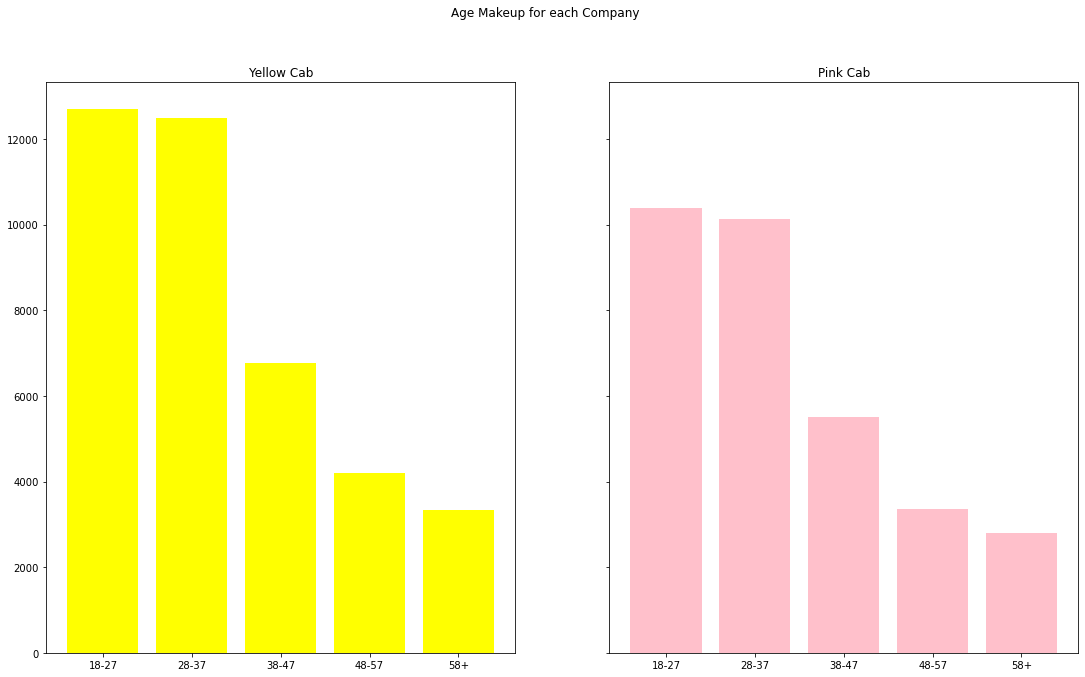 Age Makeup for each Company
Yellow Cab
Pink Cab
12000
10000
8000
6000
4000
2000
0
18-27 28-37 38-47 48-57 58+
18-27 28-37 38-47 48-57 58+